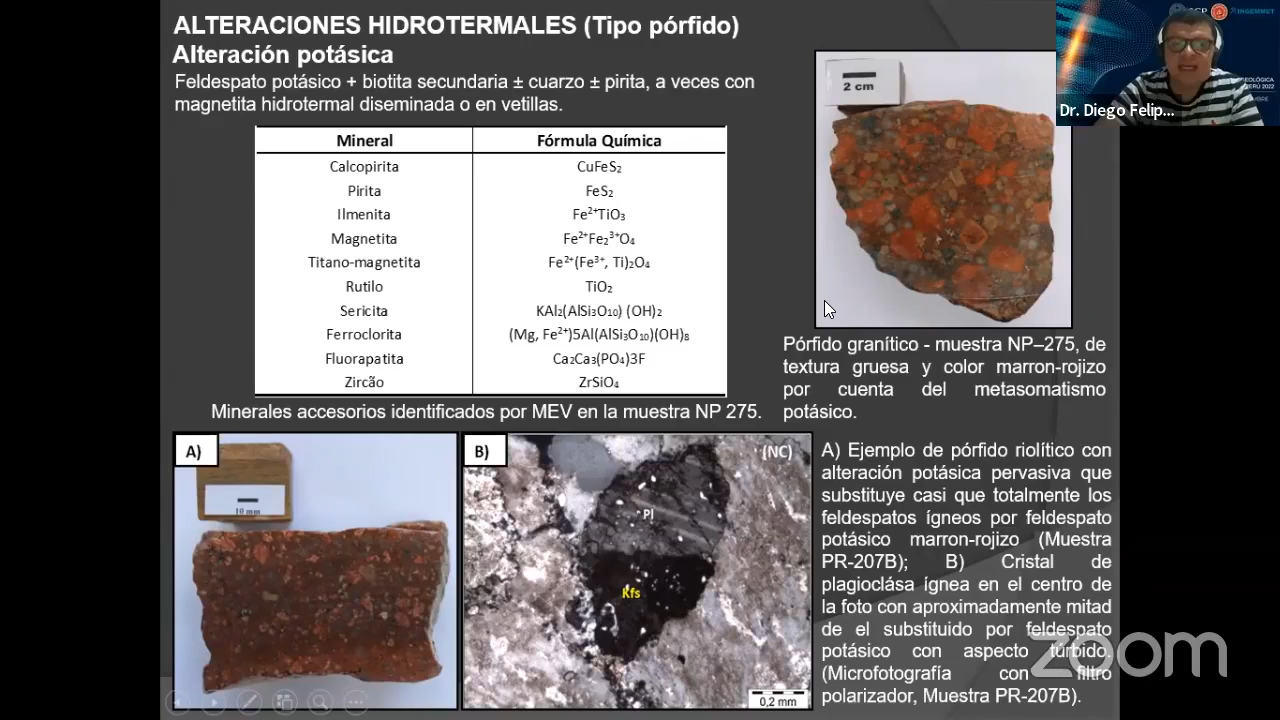 ALTERACIONES HIDROTERMALES (Tipo pórfido)
Alteración potásica
Feldespato potásico + biotita secundaria ± cuarzo ± pirita, a veces con
magnetita hidrotermal diseminada o en vetillas.
Mineral Fórmula Química
Calcopirita CuFeS₂
Pirita FeS₂
Ilmenita Fe²⁺TiO₃
Magnetita Fe²⁺Fe₂³⁺O₄
Titano-magnetita Fe²⁺(Fe³⁺, Ti)₂O₄
Rutilo TiO₂
Sericita KAl₂(AlSi₃O₁₀) (OH)₂
Ferroclorita (Mg, Fe²⁺)5Al(AlSi₃O₁₀)(OH)₈
Fluorapatita Ca₂Ca₃(PO₄)3F
Zircão ZrSiO₄
Minerales accesorios identificados por MEV en la muestra NP 275.
2 cm
INGEMMET
Dr. Diego Felip...
Pórfido granítico - muestra NP–275, de
textura gruesa y color marron-rojizo
por cuenta del metasomatismo
potásico.
A)
10 mm
B)
(NC)
Pl
Kfs
0,2 mm
A) Ejemplo de pórfido riolítico con
alteración potásica pervasiva que
substituye casi que totalmente los
feldespatos ígneos por feldespato
potásico marron-rojizo (Muestra
PR-207B); B) Cristal de
plagioclása ígnea en el centro de
la foto con aproximadamente mitad
de el substituido por feldespato
potásico con aspecto túrbido.
(Microfotografía con filtro
polarizador, Muestra PR-207B).
zoom